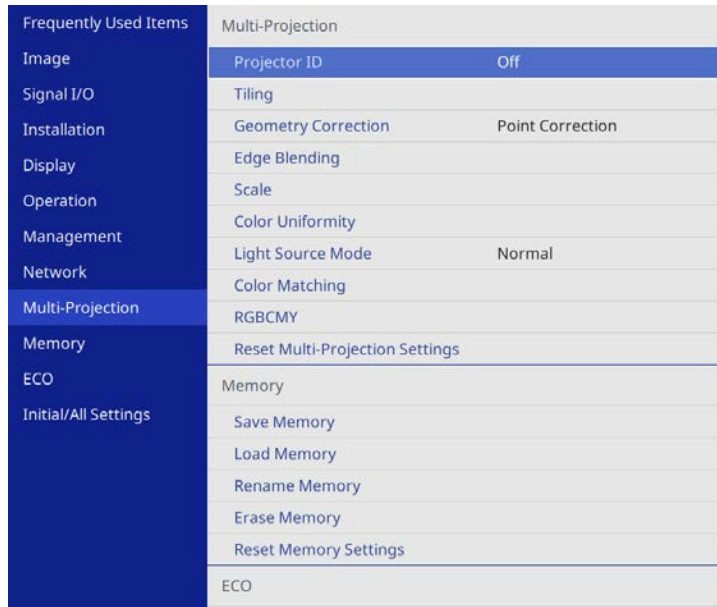 Frequently Used Items
Image
Signal I/O
Installation
Display
Operation
Management
Network
Multi-Projection
Memory
ECO
Initial/All Settings
Multi-Projection
Projector ID Off
Tiling
Geometry Correction Point Correction
Edge Blending
Scale
Color Uniformity
Light Source Mode Normal
Color Matching
RGBCMY
Reset Multi-Projection Settings
Memory
Save Memory
Load Memory
Rename Memory
Erase Memory
Reset Memory Settings
ECO